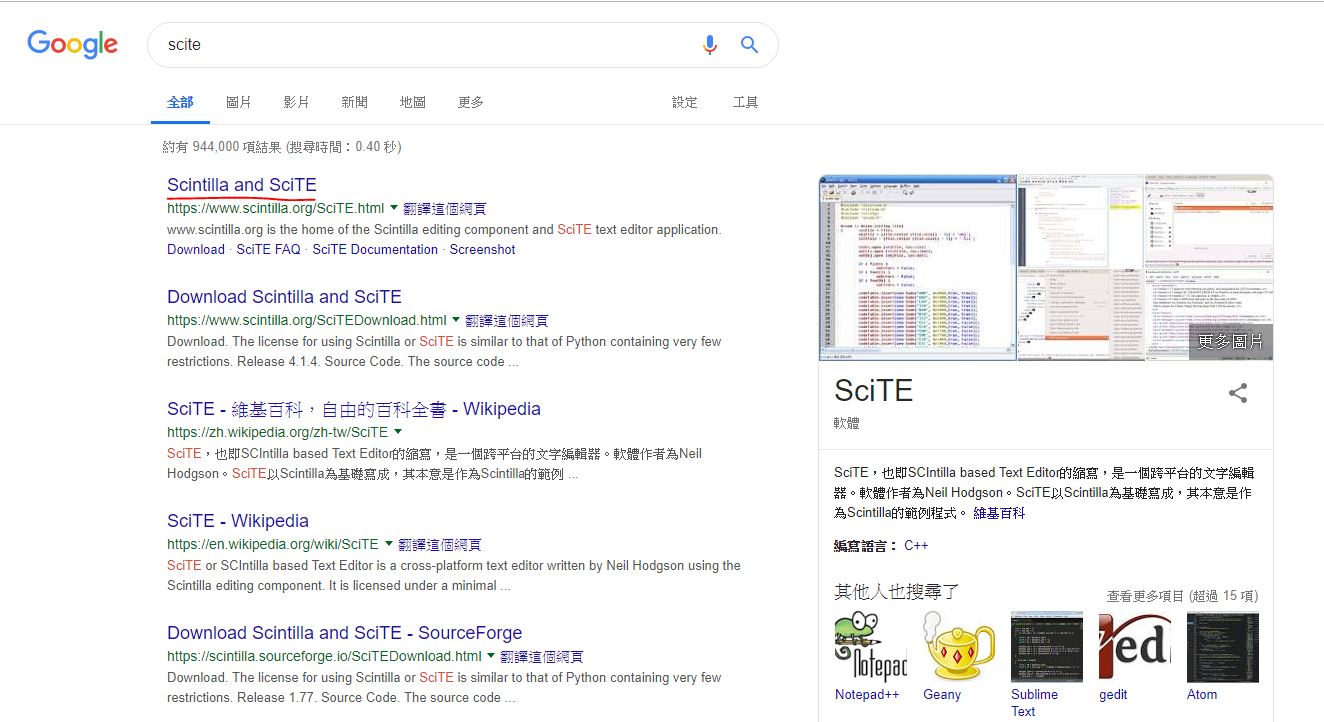 Google
scite
全部 圖片 影片 新聞 地圖 更多 設定 工具
約有 944,000 項結果 (搜尋時間：0.40 秒)
Scintilla and SciTE
https://www.scintilla.org/SciTE.html 翻譯這個網頁
www.scintilla.org is the home of the Scintilla editing component and SciTE text editor application.
Download · SciTE FAQ · SciTE Documentation · Screenshot
Download Scintilla and SciTE
https://www.scintilla.org/SciTEDownload.html 翻譯這個網頁
Download. The license for using Scintilla or SciTE is similar to that of Python containing very few
restrictions. Release 4.1.4. Source Code. The source code ...
SciTE - 維基百科，自由的百科全書 - Wikipedia
https://zh.wikipedia.org/zh-tw/SciTE
SciTE，也即SCIntilla based Text Editor的縮寫，是一個跨平台的文字編輯器。軟體作者為Neil
Hodgson。SciTE以Scintilla為基礎寫成，其本意是作為Scintilla的範例 ...
SciTE - Wikipedia
https://en.wikipedia.org/wiki/SciTE 翻譯這個網頁
SciTE or SCIntilla based Text Editor is a cross-platform text editor written by Neil Hodgson using the
Scintilla editing component. It is licensed under a minimal ...
Download Scintilla and SciTE - SourceForge
https://scintilla.sourceforge.io/SciTEDownload.html 翻譯這個網頁
Download. The license for using Scintilla or SciTE is similar to that of Python containing very few
restrictions. Release 1.77. Source Code. The source code ...
更多圖片
SciTE
軟體
SciTE，也即SCIntilla based Text Editor的縮寫，是一個跨平台的文字編輯
器。軟體作者為Neil Hodgson。SciTE以Scintilla為基礎寫成，其本意是作
為Scintilla的範例程式。 維基百科
編寫語言： C++
其他人也搜尋了 查看更多項目 (超過 15 項)
Notepad++ Geany Sublime Text gedit Atom